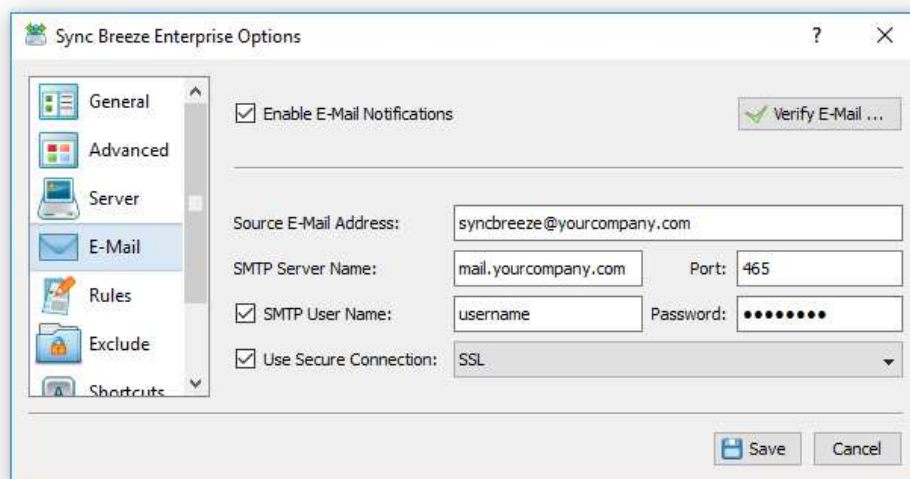 Sync Breeze Enterprise Options
General
Advanced
Server
E-Mail
Rules
Exclude
Shortcuts
Enable E-Mail Notifications
Verify E-Mail ...
Source E-Mail Address: syncbreeze@yourcompany.com
SMTP Server Name: mail.yourcompany.com Port: 465
SMTP User Name: username Password: ●●●●●●●●
Use Secure Connection: SSL
Save Cancel